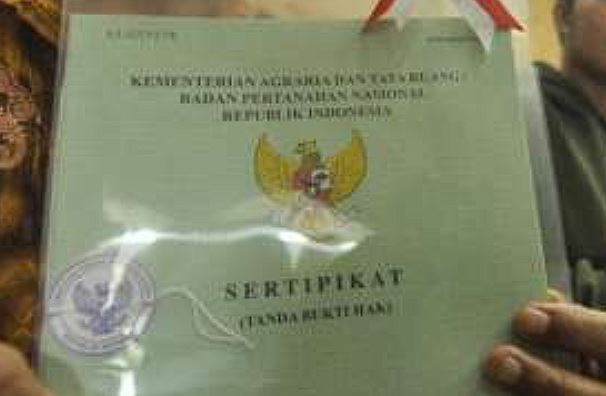 KEMENTERIAN AGRARIA DAN TATA RUANG/
BADAN PERTANAHAN NASIONAL
REPUBLIK INDONESIA
SERTIPIKAT
(TANDA BUKTI HAK)